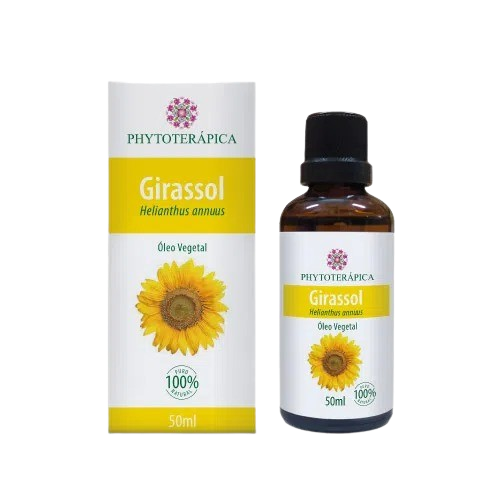 PHYTOTERÁPICA
Girassol
Helianthus annuus
Óleo Vegetal
PURO
100%
NATURAL
50ml
PHYTOTERÁPICA
Girassol
Helianthus annuus
Óleo Vegetal
PURO
100%
NATURAL
50ml